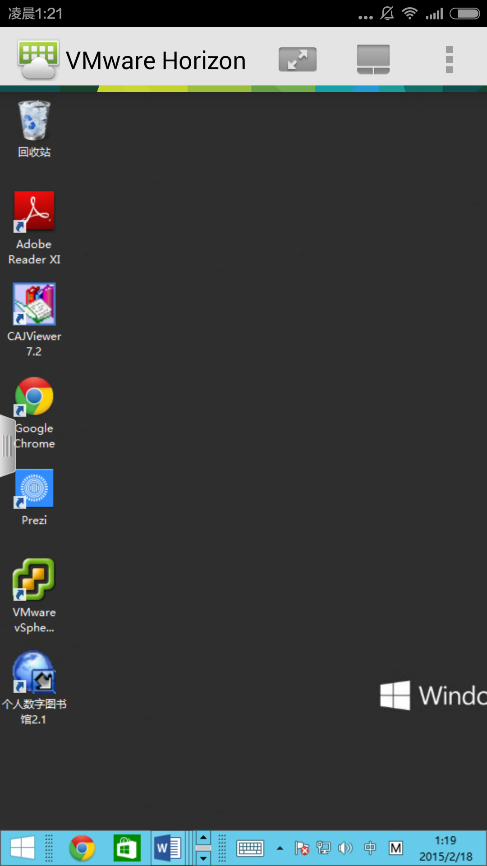 凌晨1:21
VMware Horizon
回收站
Adobe
Reader XI
CAJViewer
7.2
Google
Chrome
Prezi
VMware
vSphe...
个人数字图书
馆2.1
Windo
中
M
1:19
2015/2/18